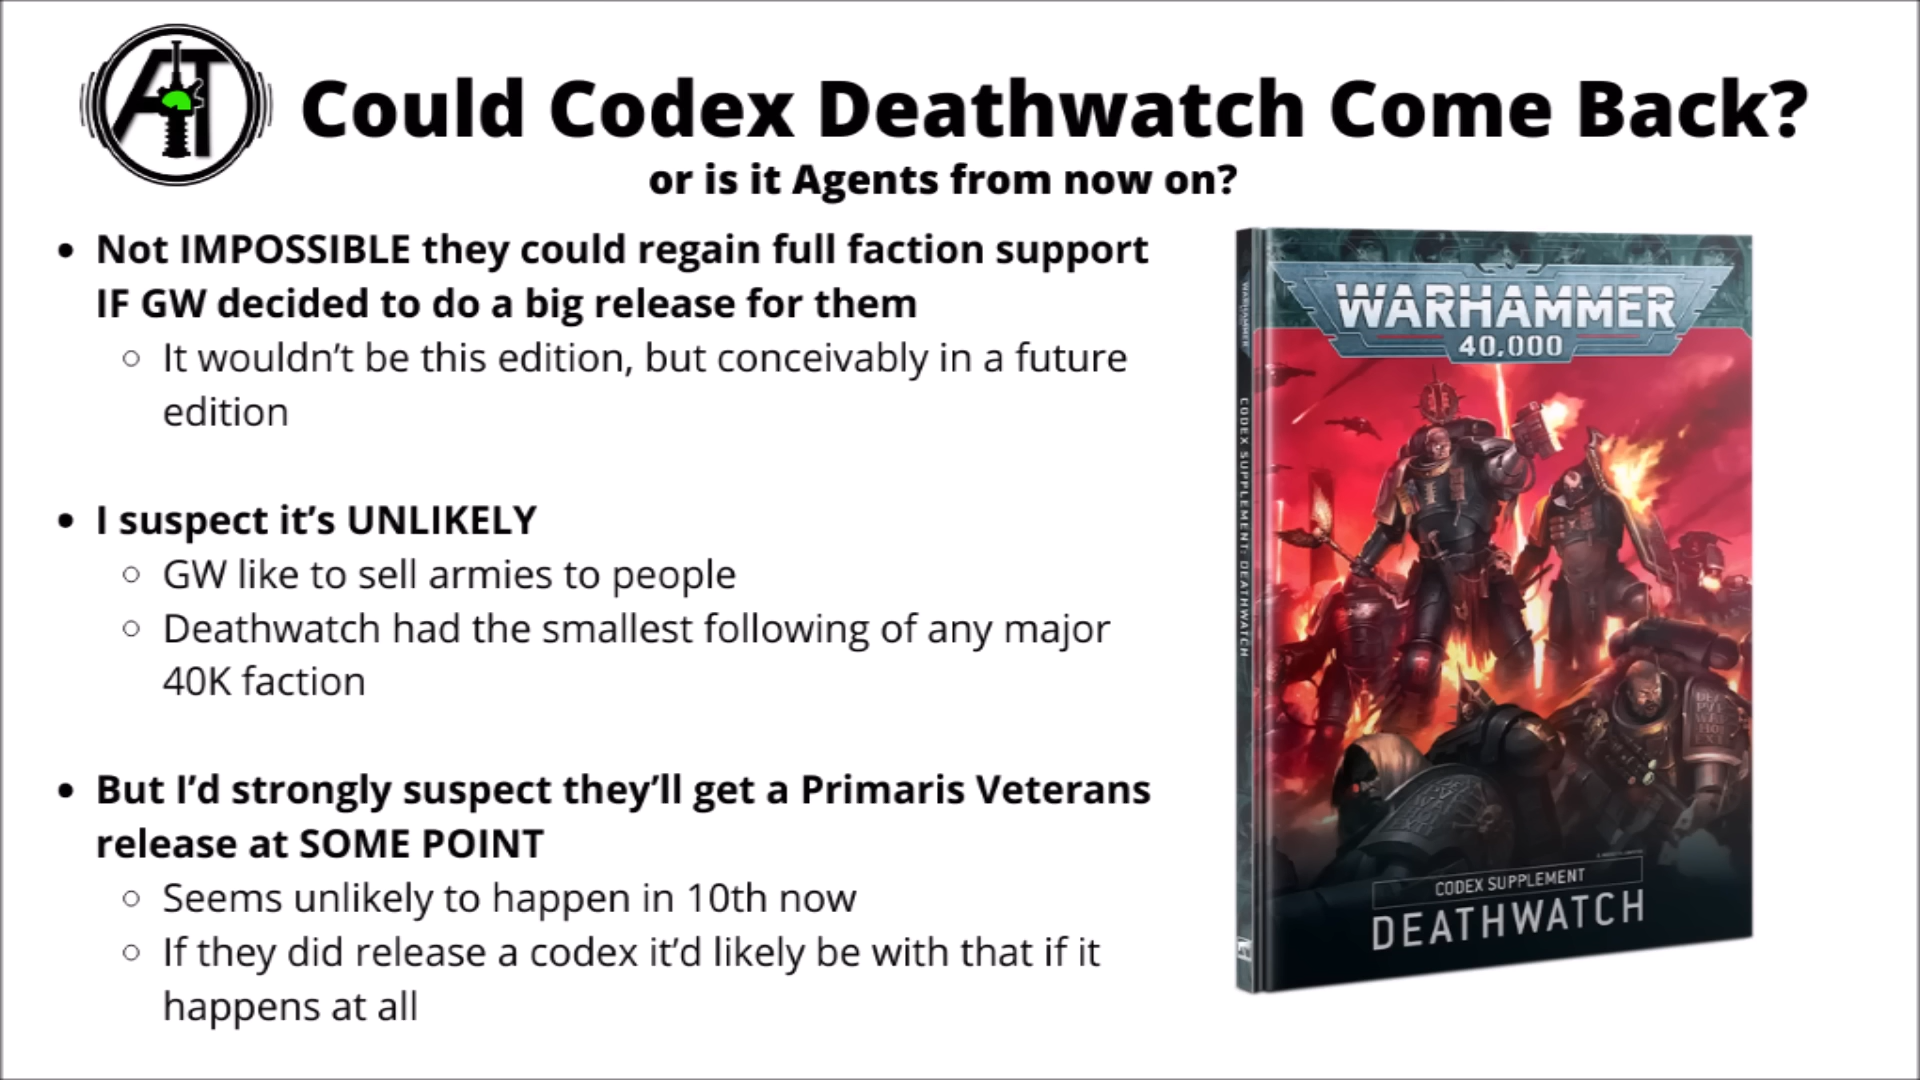 AT
Could Codex Deathwatch Come Back?
or is it Agents from now on?
• Not IMPOSSIBLE they could regain full faction support
IF GW decided to do a big release for them
○ It wouldn’t be this edition, but conceivably in a future
edition
• I suspect it’s UNLIKELY
○ GW like to sell armies to people
○ Deathwatch had the smallest following of any major
40K faction
• But I’d strongly suspect they’ll get a Primaris Veterans
release at SOME POINT
○ Seems unlikely to happen in 10th now
○ If they did release a codex it’d likely be with that if it
happens at all
WARHAMMER
40,000
CODEX SUPPLEMENT
DEATHWATCH
WARHAMMER
CODEX SUPPLEMENT: DEATHWATCH